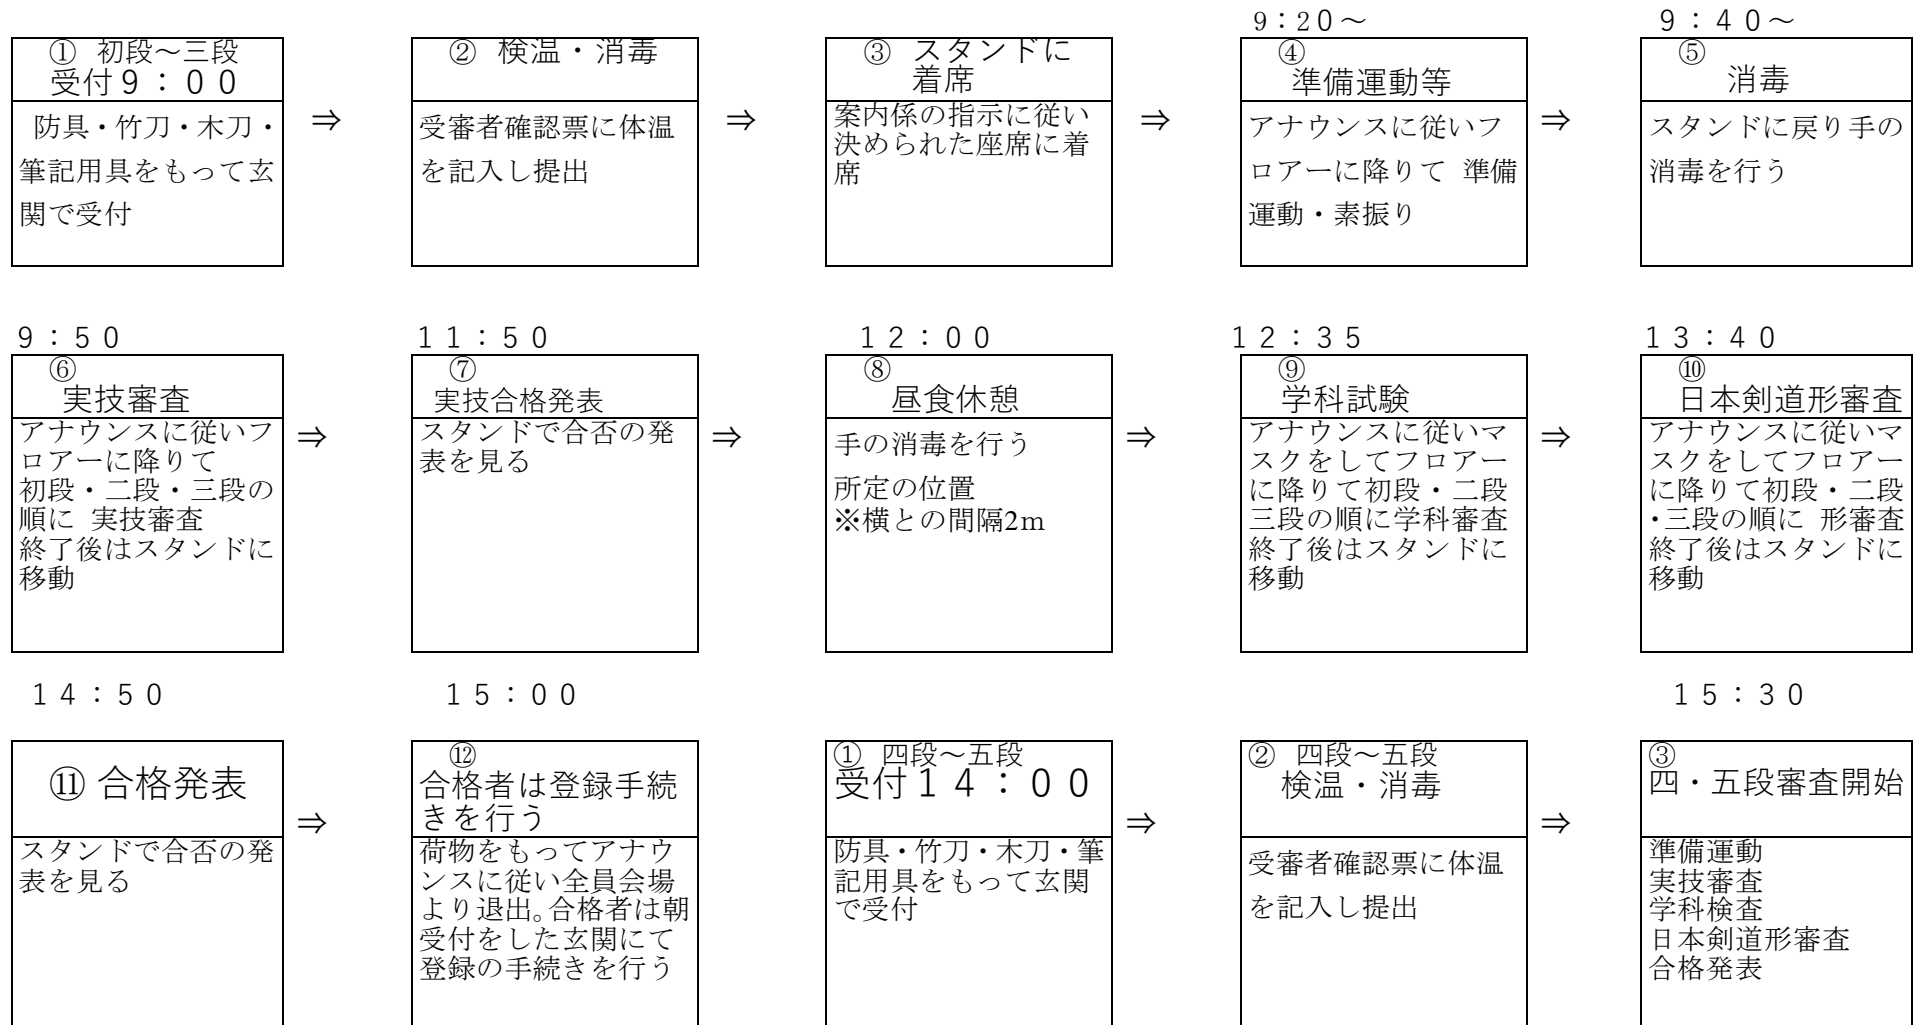 ① 初段～三段
受付９：００
防具・竹刀・木刀・
筆記用具をもって玄
関で受付
⇒
② 検温・消毒
受審者確認票に体温
を記入し提出
⇒
③ スタンドに
着席
案内係の指示に従い
決められた座席に着
席
⇒
9：20～
④
準備運動等
アナウンスに従いフ
ロアーに降りて 準備
運動・素振り
⇒
９：４０～
⑤
消毒
スタンドに戻り手の
消毒を行う
９：５０
⑥
実技審査
アナウンスに従いフ
ロアーに降りて
初段・二段・三段の
順に 実技審査
終了後はスタンドに
移動
⇒
１１：５０
⑦
実技合格発表
スタンドで合否の発
表を見る
⇒
１２：００
⑧
昼食休憩
手の消毒を行う
所定の位置
※横との間隔2m
⇒
１２：３５
⑨
学科試験
アナウンスに従いマ
スクをしてフロアー
に降りて初段・二段
三段の順に学科審査
終了後はスタンドに
移動
⇒
１３：４０
⑩
日本剣道形審査
アナウンスに従いマ
スクをしてフロアー
に降りて初段・二段
・三段の順に 形審査
終了後はスタンドに
移動
１４：５０
⑪ 合格発表
スタンドで合否の発
表を見る
⇒
１５：００
⑫
合格者は登録手続
きを行う
荷物をもってアナウ
ンスに従い全員会場
より退出。合格者は朝
受付をした玄関にて
登録の手続きを行う
① 四段～五段
受付１４：００
防具・竹刀・木刀・筆
記用具をもって玄関
で受付
⇒
② 四段～五段
検温・消毒
受審者確認票に体温
を記入し提出
⇒
１５：３０
③
四・五段審査開始
準備運動
実技審査
学科検査
日本剣道形審査
合格発表